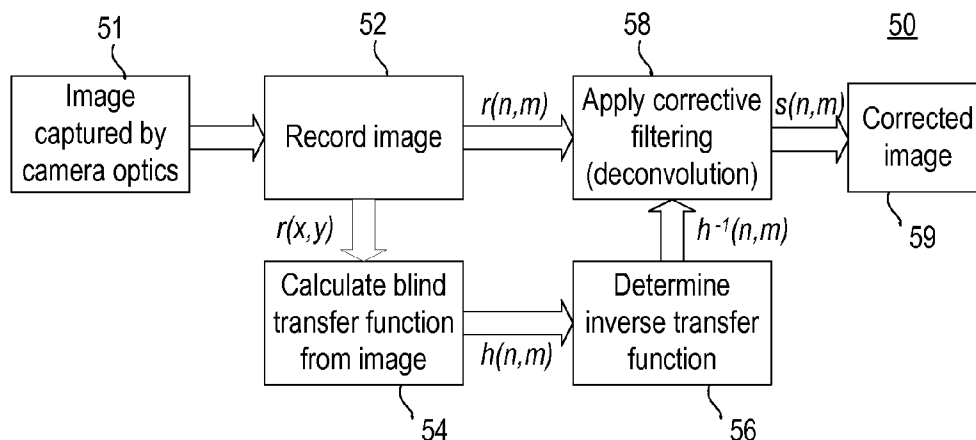 51
52
58
50
Image
captured by
camera optics
Record image
r(n,m)
Apply corrective
filtering
(deconvolution)
s(n,m)
Corrected
image
59
r(x,y)
h⁻¹(n,m)
Calculate blind
transfer function
from image
h(n,m)
Determine
inverse transfer
function
54
56